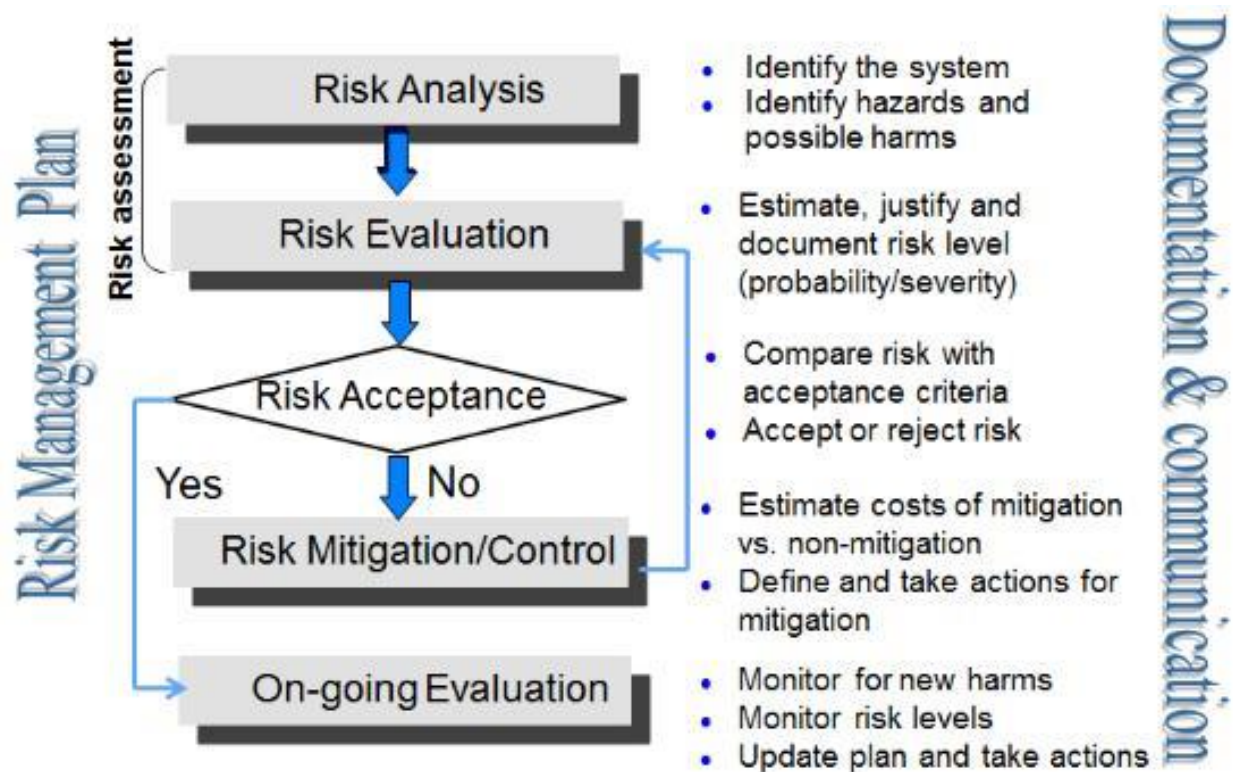 Risk Management Plan
Risk assessment
Risk Analysis
• Identify the system
• Identify hazards and
possible harms
Risk Evaluation
• Estimate, justify and
document risk level
(probability/severity)
Risk Acceptance
• Compare risk with
acceptance criteria
• Accept or reject risk
Yes
No
Risk Mitigation/Control
• Estimate costs of mitigation
vs. non-mitigation
• Define and take actions for
mitigation
On-going Evaluation
• Monitor for new harms
• Monitor risk levels
• Update plan and take actions
Documentation & communication